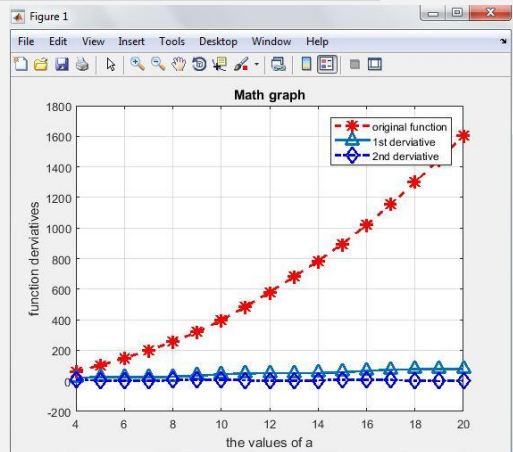 Figure 1
File Edit View Insert Tools Desktop Window Help
Math graph
original function
1st derviative
2nd derviative
function derviatives
1800
1600
1400
1200
1000
800
600
400
200
0
-200
4 6 8 10 12 14 16 18 20
the values of a